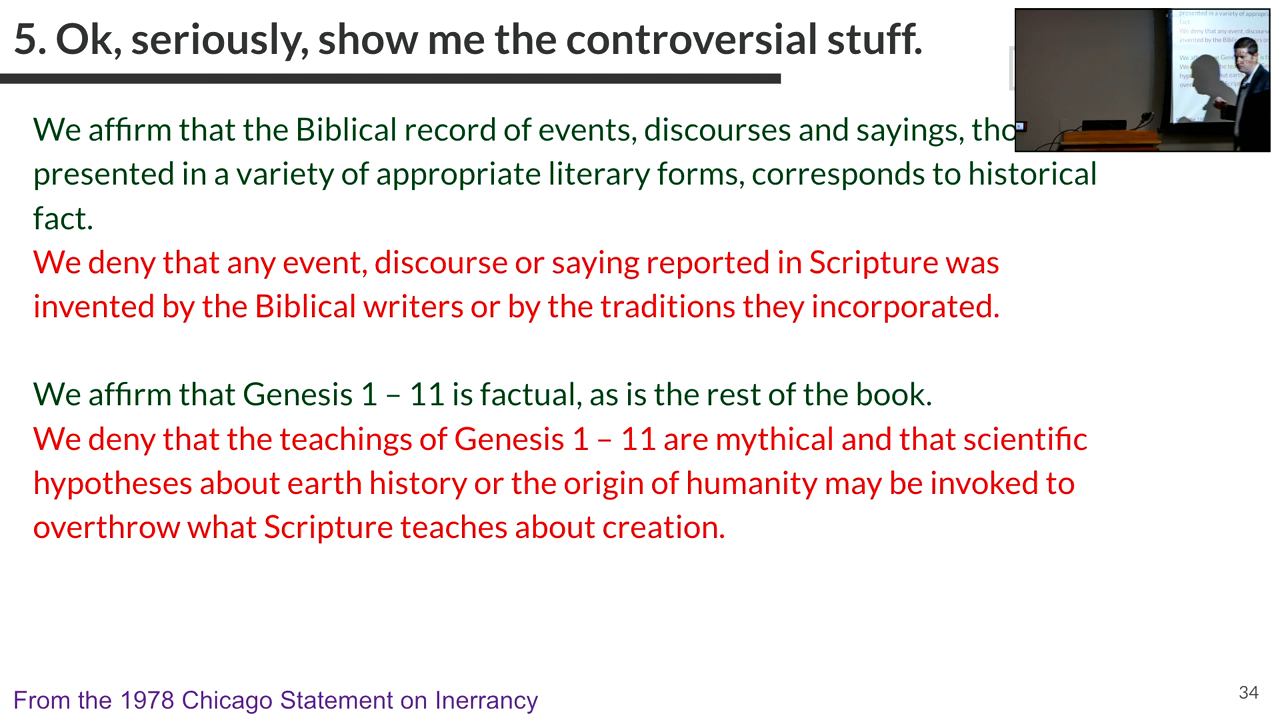 5. Ok, seriously, show me the controversial stuff.
We affirm that the Biblical record of events, discourses and sayings,
presented in a variety of appropriate literary forms, corresponds to historical
fact.
We deny that any event, discourse or saying reported in Scripture was
invented by the Biblical writers or by the traditions they incorporated.
We affirm that Genesis 1 – 11 is factual, as is the rest of the book.
We deny that the teachings of Genesis 1 – 11 are mythical and that scientific
hypotheses about earth history or the origin of humanity may be invoked to
overthrow what Scripture teaches about creation.
From the 1978 Chicago Statement on Inerrancy
34